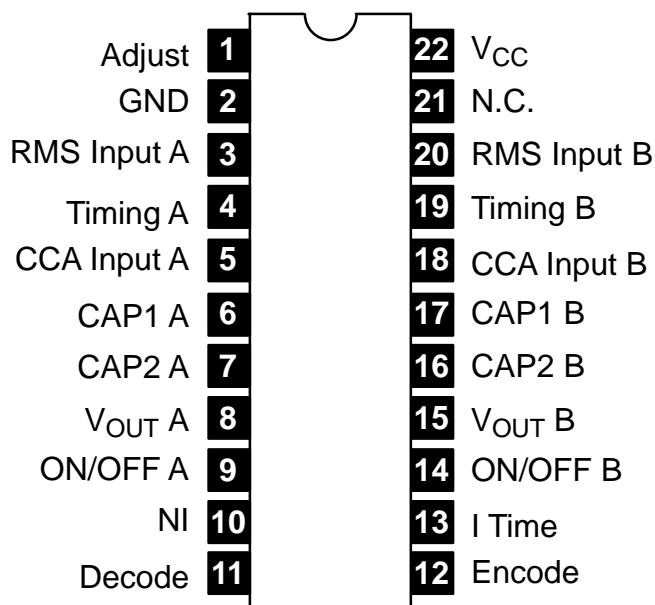 Adjust 1 22 VCC
GND 2 21 N.C.
RMS Input A 3 20 RMS Input B
Timing A 4 19 Timing B
CCA Input A 5 18 CCA Input B
CAP1 A 6 17 CAP1 B
CAP2 A 7 16 CAP2 B
VOUT A 8 15 VOUT B
ON/OFF A 9 14 ON/OFF B
NI 10 13 I Time
Decode 11 12 Encode